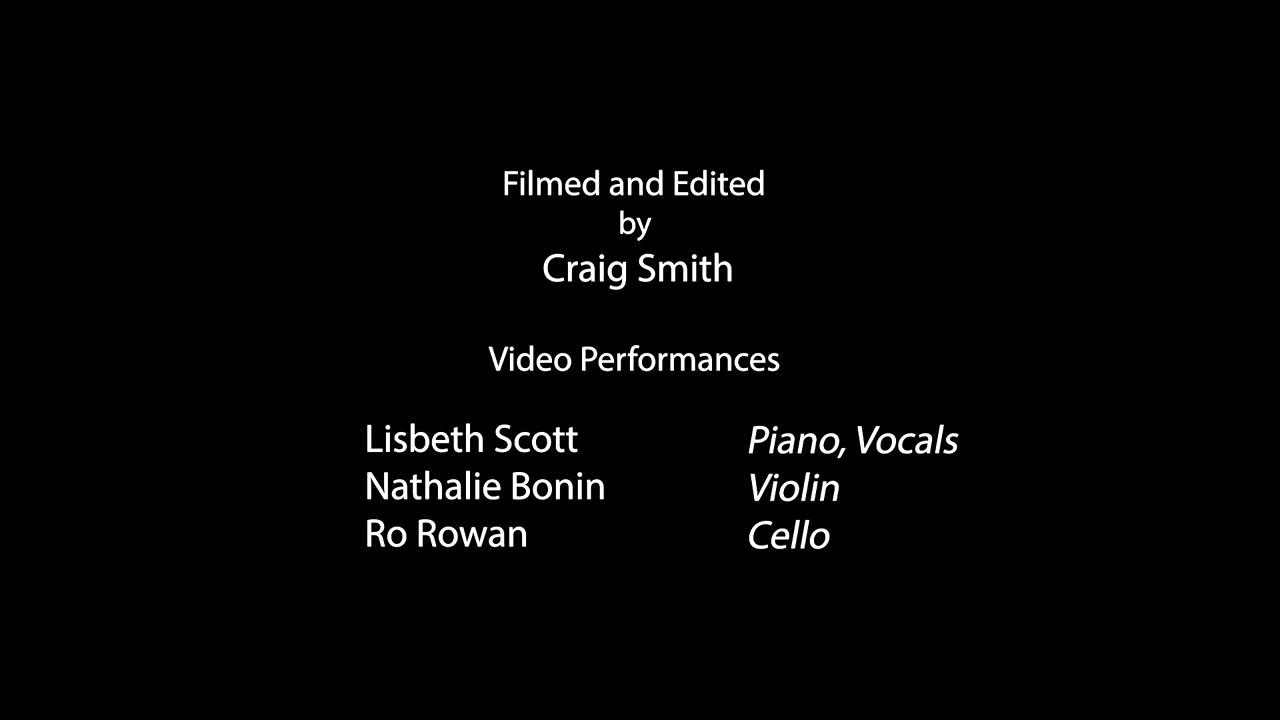 Filmed and Edited
by
Craig Smith
Video Performances
Lisbeth Scott Piano, Vocals
Nathalie Bonin Violin
Ro Rowan Cello